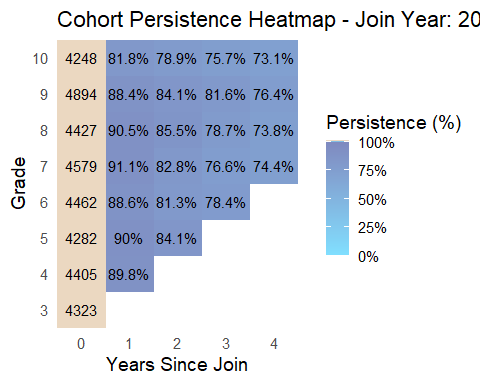 Cohort Persistence Heatmap - Join Year: 20
10 4248 81.8% 78.9% 75.7% 73.1%
9 4894 88.4% 84.1% 81.6% 76.4%
8 4427 90.5% 85.5% 78.7% 73.8%
7 4579 91.1% 82.8% 76.6% 74.4%
6 4462 88.6% 81.3% 78.4%
5 4282 90% 84.1%
4 4405 89.8%
3 4323
0 1 2 3 4
Years Since Join
Grade
Persistence (%)
100%
75%
50%
25%
0%